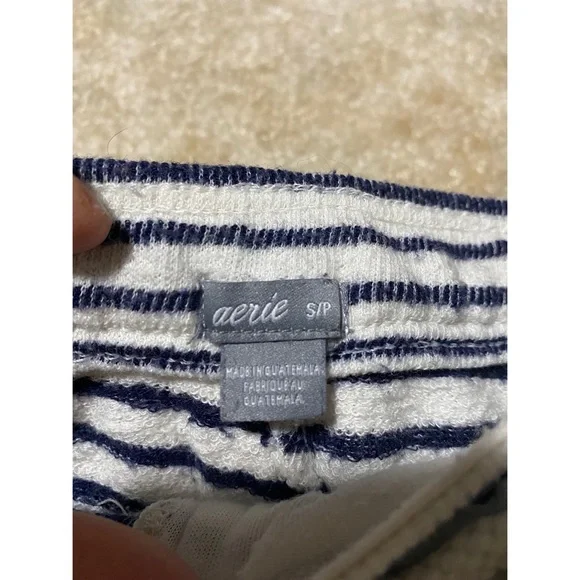 aerie S/P
MADE IN GUATEMALA
FABRIQUÉ AU
GUATEMALA